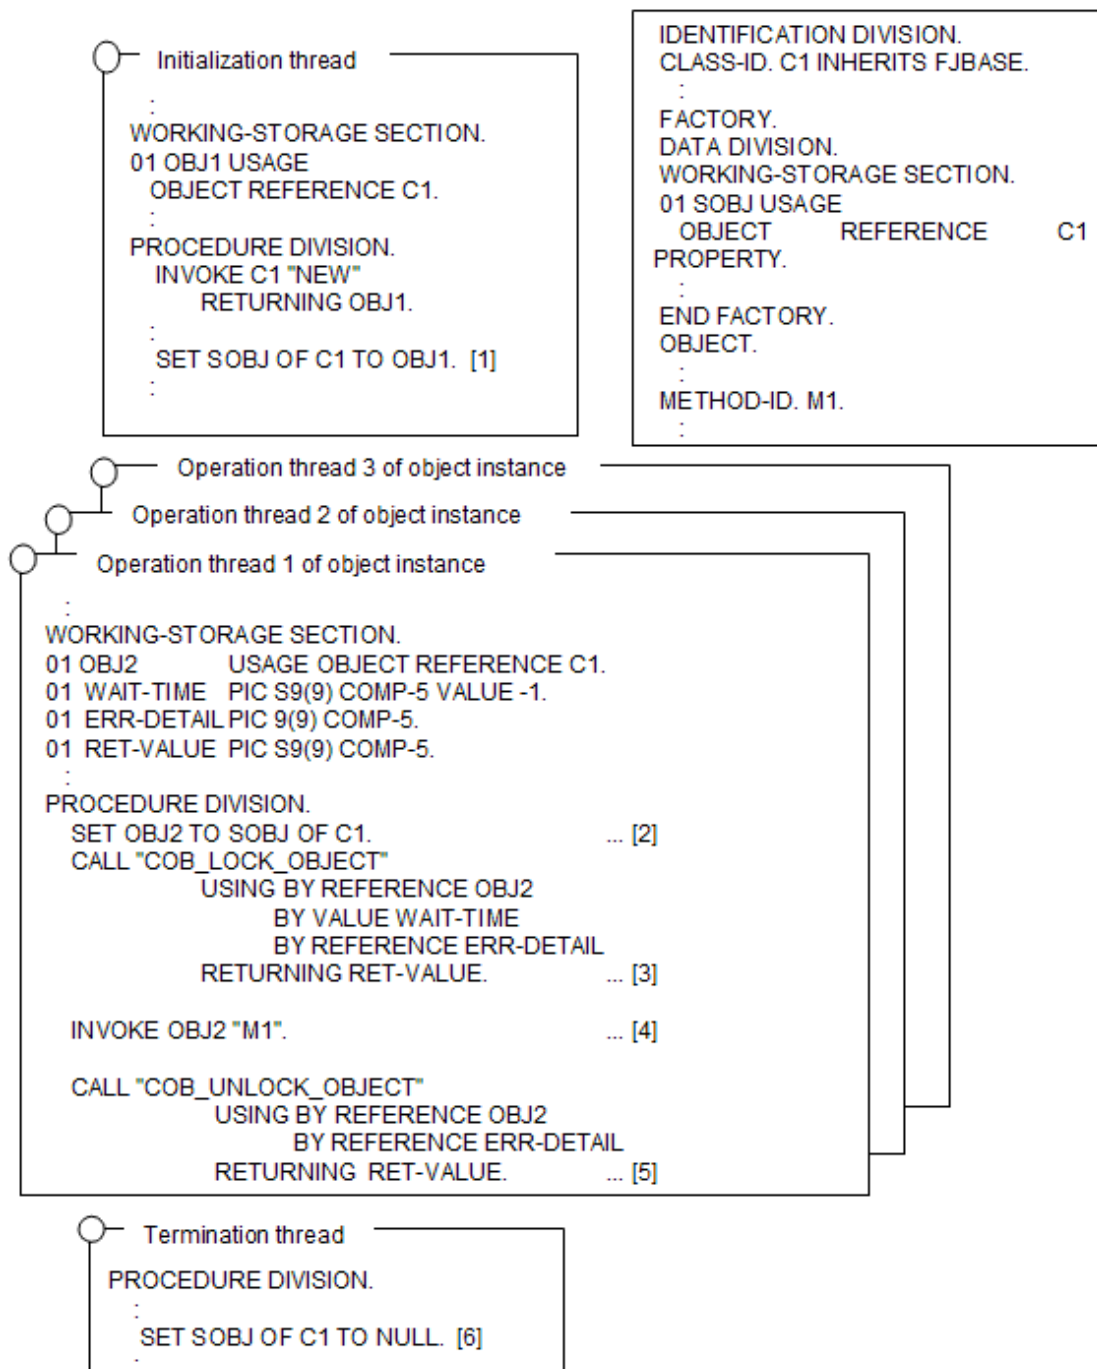 Initialization thread
:
WORKING-STORAGE SECTION.
01 OBJ1 USAGE
OBJECT REFERENCE C1.
:
PROCEDURE DIVISION.
INVOKE C1 "NEW"
RETURNING OBJ1.
:
SET SOBJ OF C1 TO OBJ1. [1]
:
IDENTIFICATION DIVISION.
CLASS-ID. C1 INHERITS FJBASE.
:
FACTORY.
DATA DIVISION.
WORKING-STORAGE SECTION.
01 SOBJ USAGE
OBJECT REFERENCE C1
PROPERTY.
:
END FACTORY.
OBJECT.
:
METHOD-ID. M1.
:
Operation thread 3 of object instance
Operation thread 2 of object instance
Operation thread 1 of object instance
:
WORKING-STORAGE SECTION.
01 OBJ2 USAGE OBJECT REFERENCE C1.
01 WAIT-TIME PIC S9(9) COMP-5 VALUE -1.
01 ERR-DETAIL PIC 9(9) COMP-5.
01 RET-VALUE PIC S9(9) COMP-5.
:
PROCEDURE DIVISION.
SET OBJ2 TO SOBJ OF C1. ... [2]
CALL "COB_LOCK_OBJECT"
USING BY REFERENCE OBJ2
BY VALUE WAIT-TIME
BY REFERENCE ERR-DETAIL
RETURNING RET-VALUE. ... [3]
INVOKE OBJ2 "M1". ... [4]
CALL "COB_UNLOCK_OBJECT"
USING BY REFERENCE OBJ2
BY REFERENCE ERR-DETAIL
RETURNING RET-VALUE. ... [5]
Termination thread
PROCEDURE DIVISION.
:
SET SOBJ OF C1 TO NULL. [6]
: